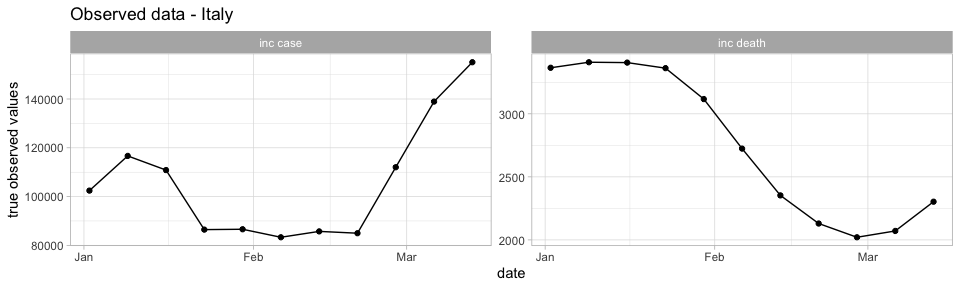 Observed data - Italy
inc case
inc death
true observed values
140000
120000
100000
80000
3000
2500
2000
Jan
Feb
Mar
Jan
Feb
Mar
date